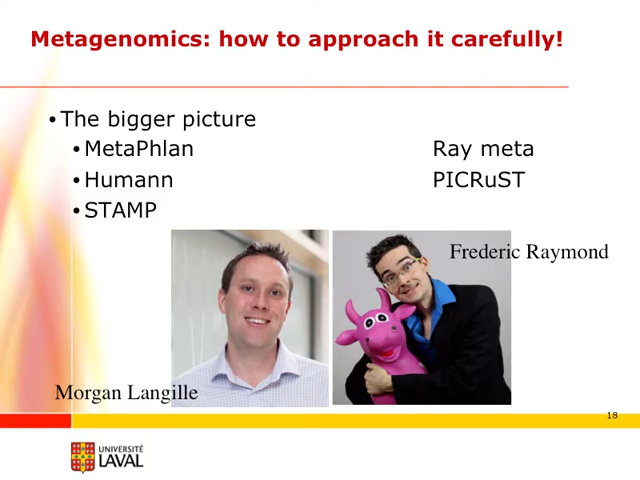 Metagenomics: how to approach it carefully!
• The bigger picture
• MetaPhlan Ray meta
• Humann PICRuST
• STAMP
Frederic Raymond
Morgan Langille
18
UNIVERSITÉ
LAVAL